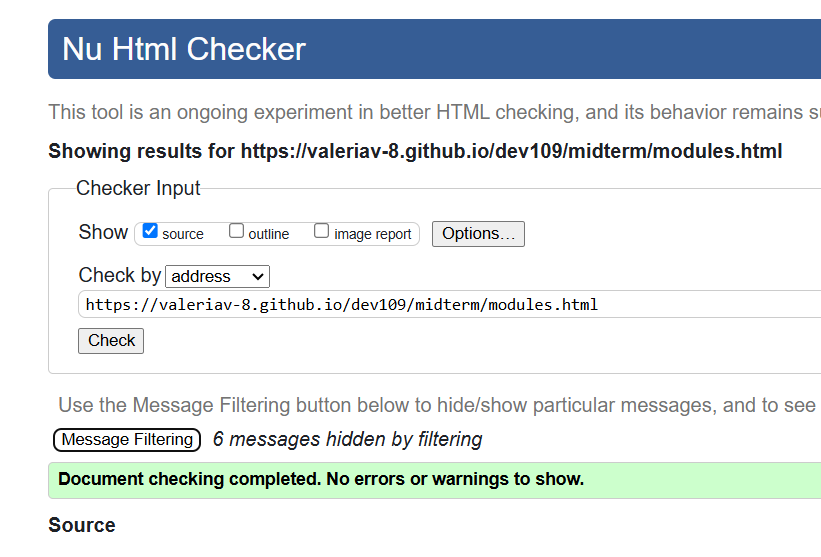 Nu Html Checker
This tool is an ongoing experiment in better HTML checking, and its behavior remains
Showing results for https://valeriav-8.github.io/dev109/midterm/modules.html
Checker Input
Show source outline image report Options...
Check by address
https://valeriav-8.github.io/dev109/midterm/modules.html
Check
Use the Message Filtering button below to hide/show particular messages, and to see
Message Filtering 6 messages hidden by filtering
Document checking completed. No errors or warnings to show.
Source